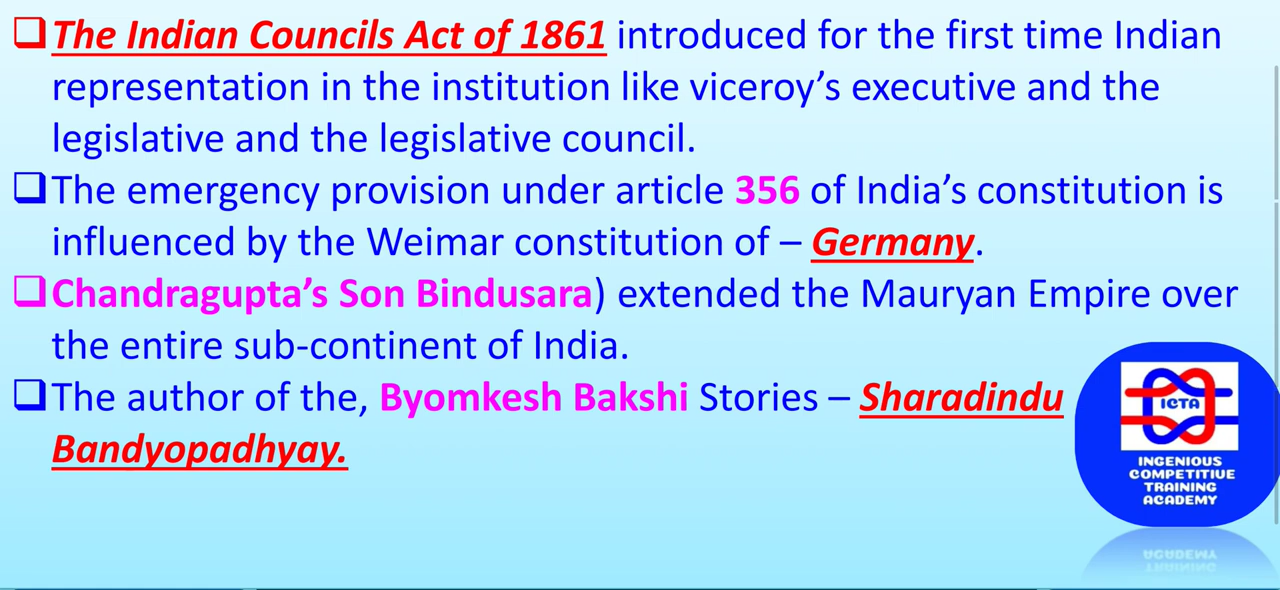 The Indian Councils Act of 1861 introduced for the first time Indian
representation in the institution like viceroy's executive and the
legislative and the legislative council.
The emergency provision under article 356 of India's constitution is
influenced by the Weimar constitution of – Germany.
Chandragupta's Son Bindusara) extended the Mauryan Empire over
the entire sub-continent of India.
The author of the, Byomkesh Bakshi Stories – Sharadindu
Bandyopadhyay.
ICTA
INGENIOUS
COMPETITIVE
TRAINING
ACADEMY